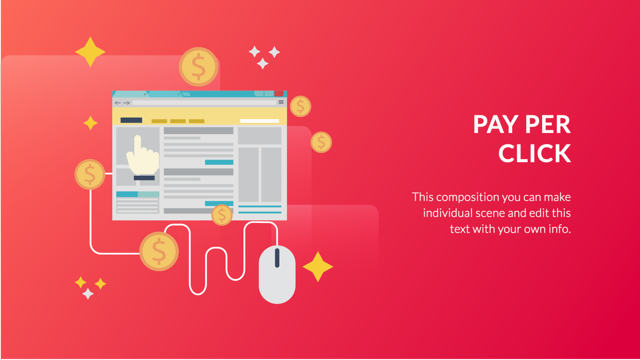 PAY PER
CLICK
This composition you can make
individual scene and edit this
text with your own info.